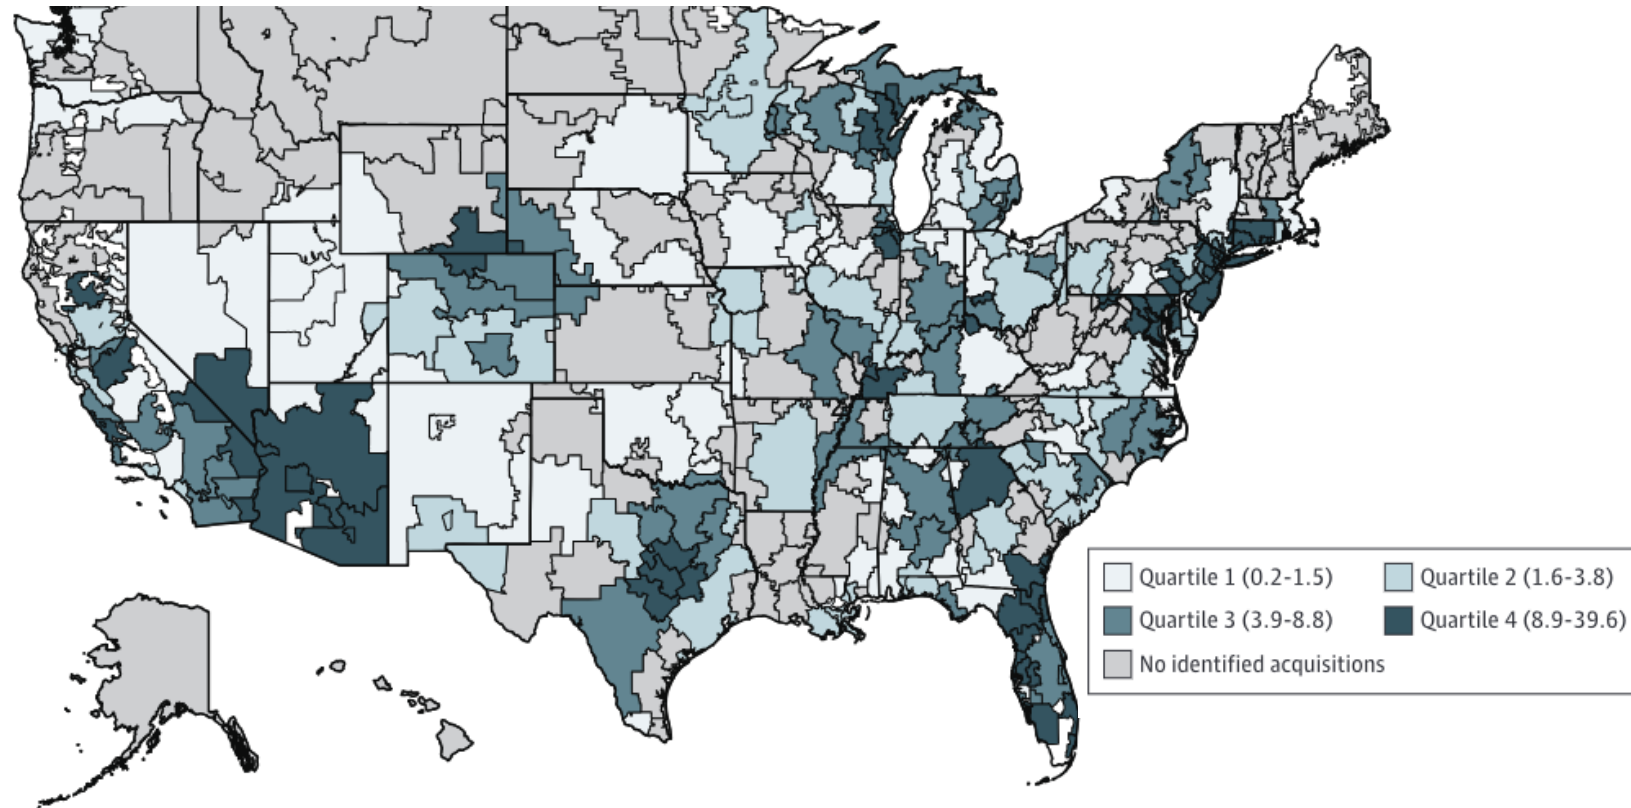 Quartile 1 (0.2-1.5) Quartile 2 (1.6-3.8)
Quartile 3 (3.9-8.8) Quartile 4 (8.9-39.6)
No identified acquisitions